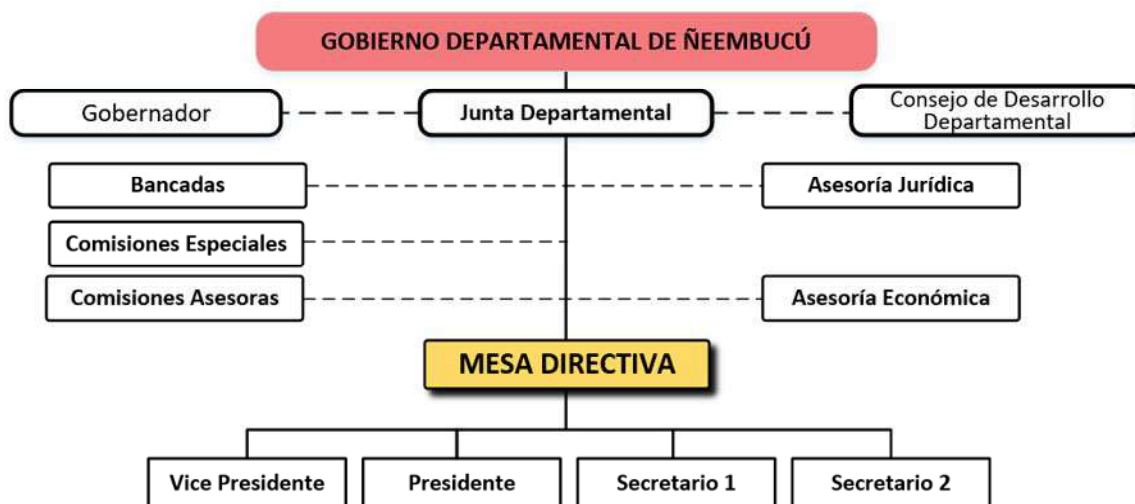 GOBIERNO DEPARTAMENTAL DE ÑEEMBUCÚ
Gobernador
Junta Departamental
Consejo de Desarrollo
Departamental
Bancadas
Asesoría Jurídica
Comisiones Especiales
Comisiones Asesoras
Asesoría Económica
MESA DIRECTIVA
Vice Presidente
Presidente
Secretario 1
Secretario 2